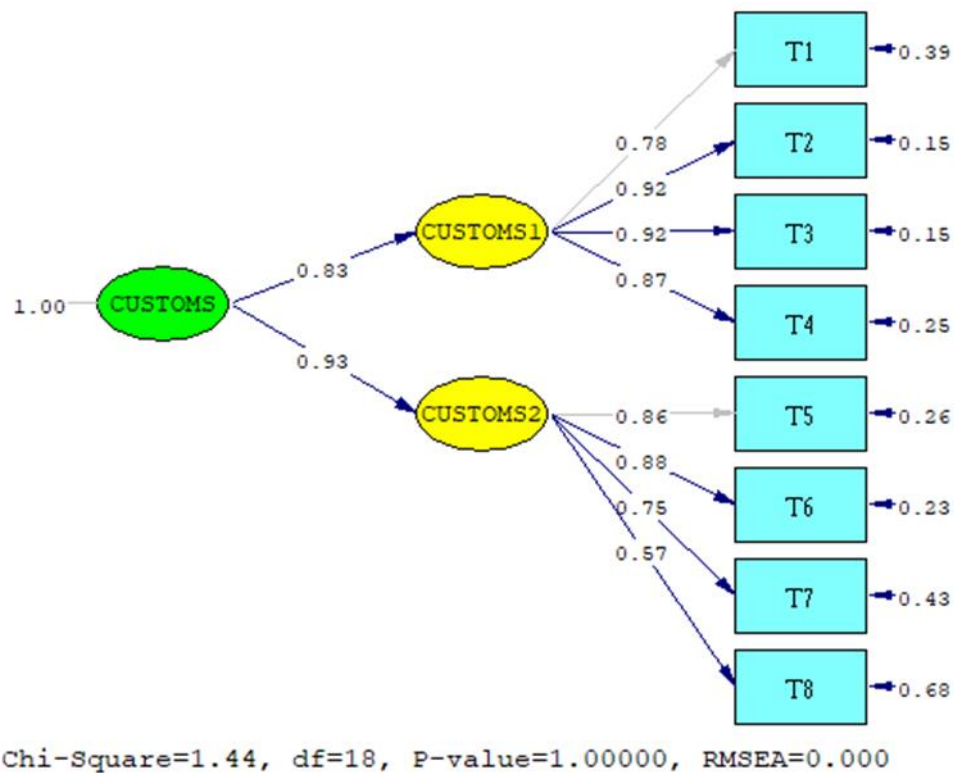 T1
0.39
0.78
T2
0.15
0.92
CUSTOMS1
0.92
T3
0.15
0.83
0.87
1.00
CUSTOMS
T4
0.25
0.93
CUSTOMS2
0.86
T5
0.26
0.88
T6
0.23
0.75
0.57
T7
0.43
T8
0.68
Chi-Square=1.44, df=18, P-value=1.00000, RMSEA=0.000